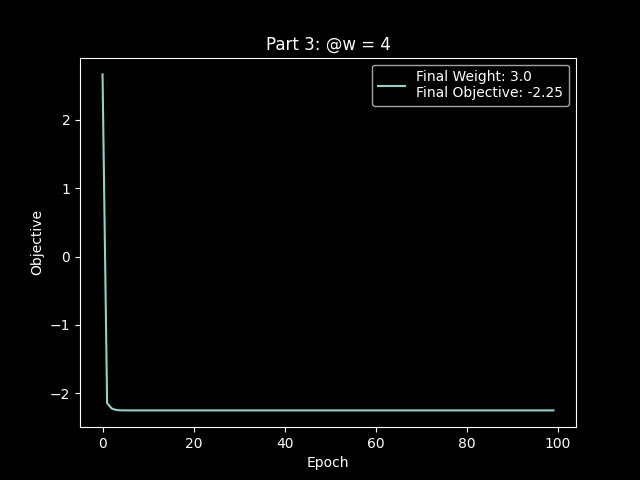 Part 3: @w = 4
Final Weight: 3.0
Final Objective: -2.25
Objective
2
1
0
−1
−2
0 20 40 60 80 100
Epoch